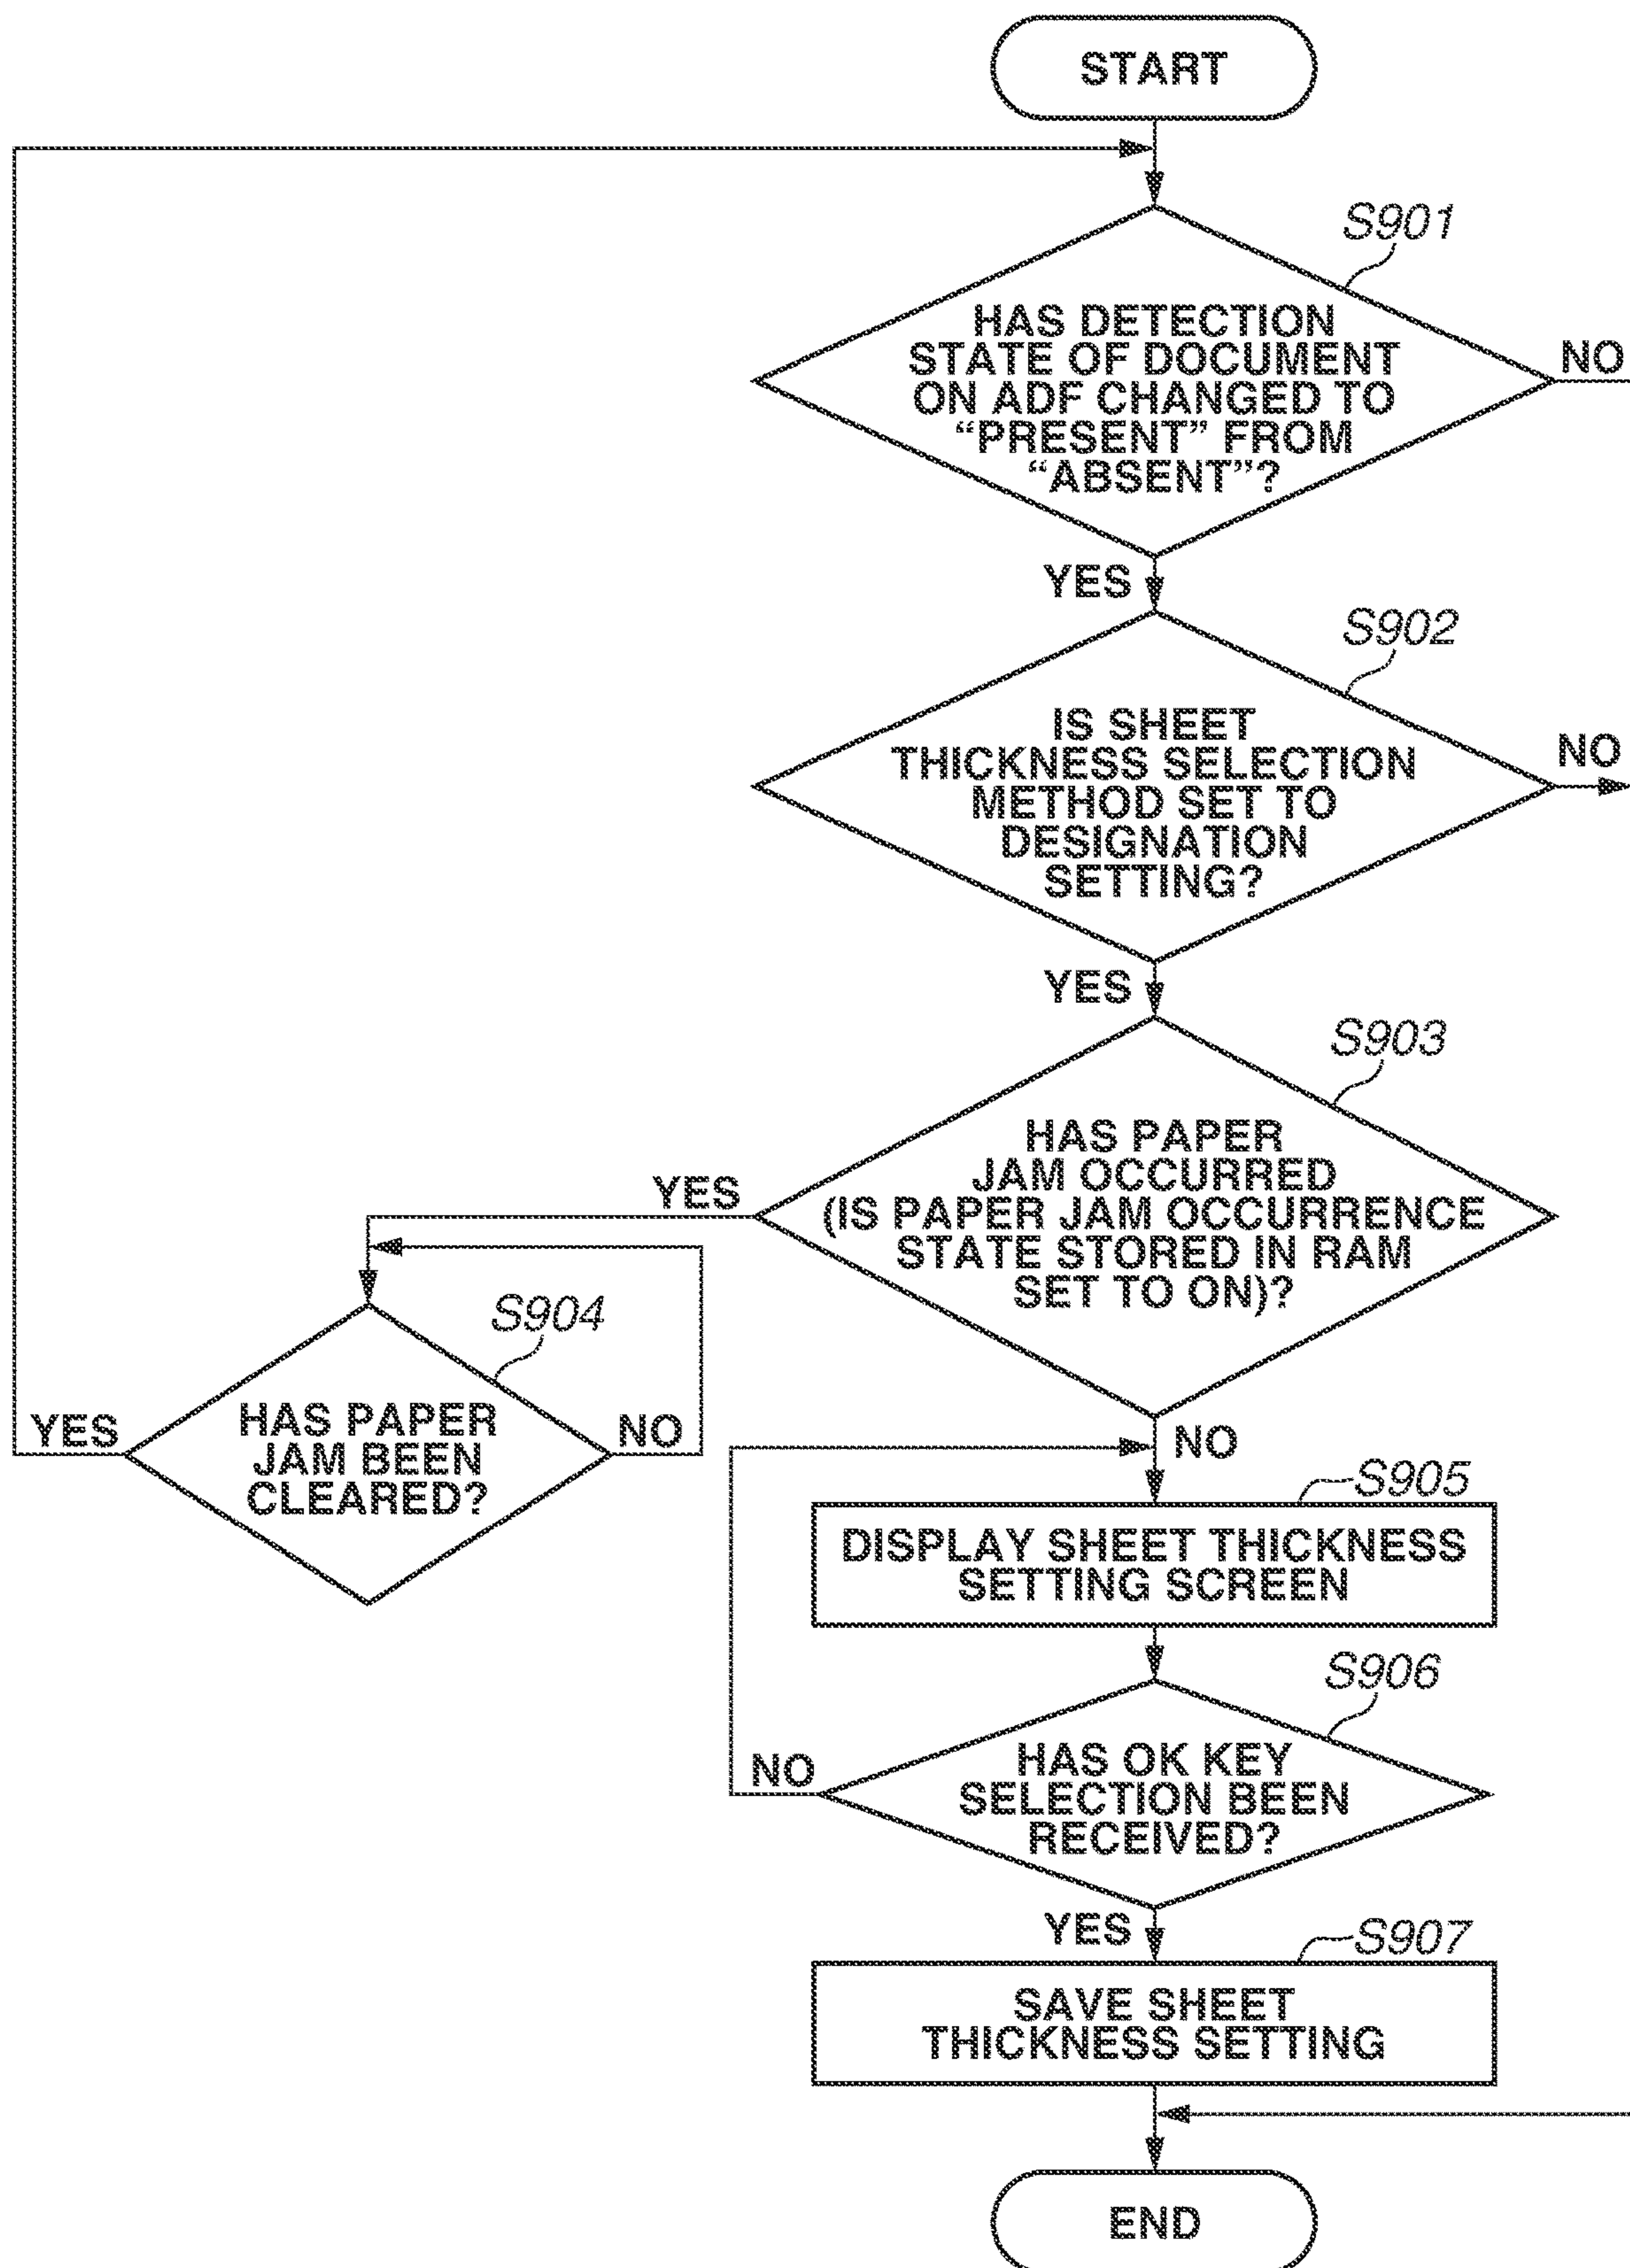 START
S901
HAS DETECTION
STATE OF DOCUMENT
ON ADF CHANGED TO
“PRESENT” FROM
“ABSENT”?
NO
YES
S902
IS SHEET
THICKNESS SELECTION
METHOD SET TO
DESIGNATION
SETTING?
NO
YES
S903
HAS PAPER
JAM OCCURRED
(IS PAPER JAM OCCURRENCE
STATE STORED IN RAM
SET TO ON)?
YES
S904
HAS PAPER
JAM BEEN
CLEARED?
YES
NO
NO
S905
DISPLAY SHEET THICKNESS
SETTING SCREEN
S906
HAS OK KEY
SELECTION BEEN
RECEIVED?
NO
YES
S907
SAVE SHEET
THICKNESS SETTING
END